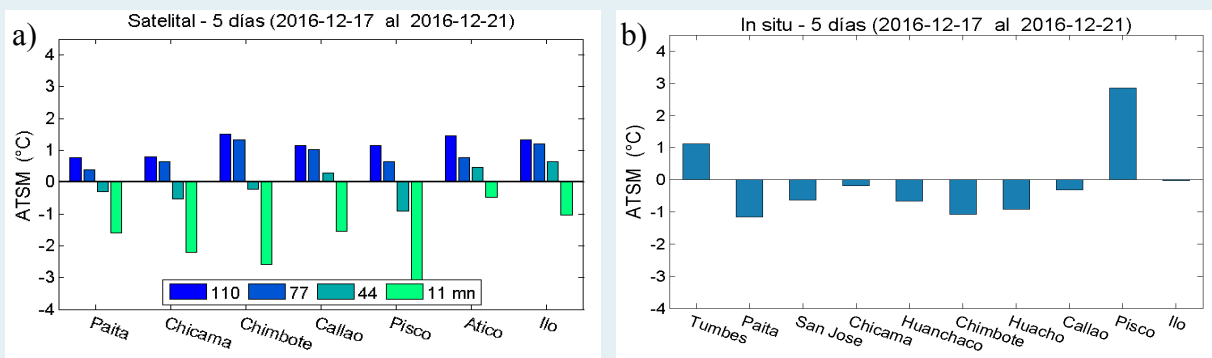 a)
Satelital - 5 días (2016-12-17 al 2016-12-21)
ATSM (°C)
4
3
2
1
0
-1
-2
-3
-4
110 77 44 11 mn
Paita Chicama Chimbote Callao Pisco Atico Ilo
b)
In situ - 5 días (2016-12-17 al 2016-12-21)
ATSM (°C)
4
3
2
1
0
-1
-2
-3
-4
Tumbes Paita San Jose Chicama Huanchaco Chimbote Huacho Callao Pisco Ilo